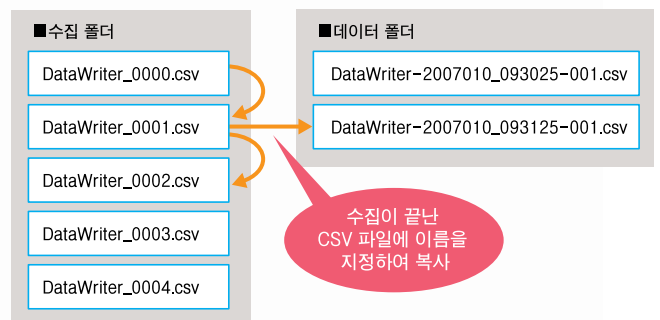 ■수집 폴더
DataWriter_0000.csv
DataWriter_0001.csv
DataWriter_0002.csv
DataWriter_0003.csv
DataWriter_0004.csv
■데이터 폴더
DataWriter-2007010_093025-001.csv
DataWriter-2007010_093125-001.csv
수집이 끝난
CSV 파일에 이름을
지정하여 복사